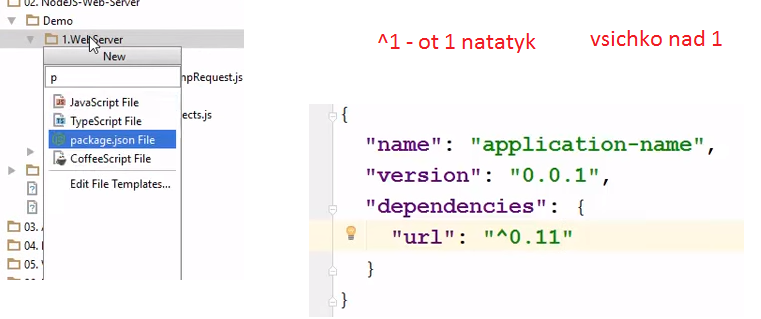 02. NodeJS-Web-Server
Demo
1.WebServer
New
p
mpRequest.js
JavaScript File
TypeScript File
ects.js
package.json File
CoffeeScript File
Edit File Templates...
03. A
04.
05. V
^1 - ot 1 natatyk
vsichko nad 1
{
"name": "application-name",
"version": "0.0.1",
"dependencies": {
"url": "^0.11"
}
}